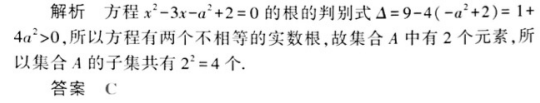 解析 方程 x²-3x-a²+2=0 的根的判别式 Δ=9-4(-a²+2)=1+
4a²>0,所以方程有两个不相等的实数根,故集合 A 中有 2 个元素,所
以集合 A 的子集共有 2²=4 个.
答案 C